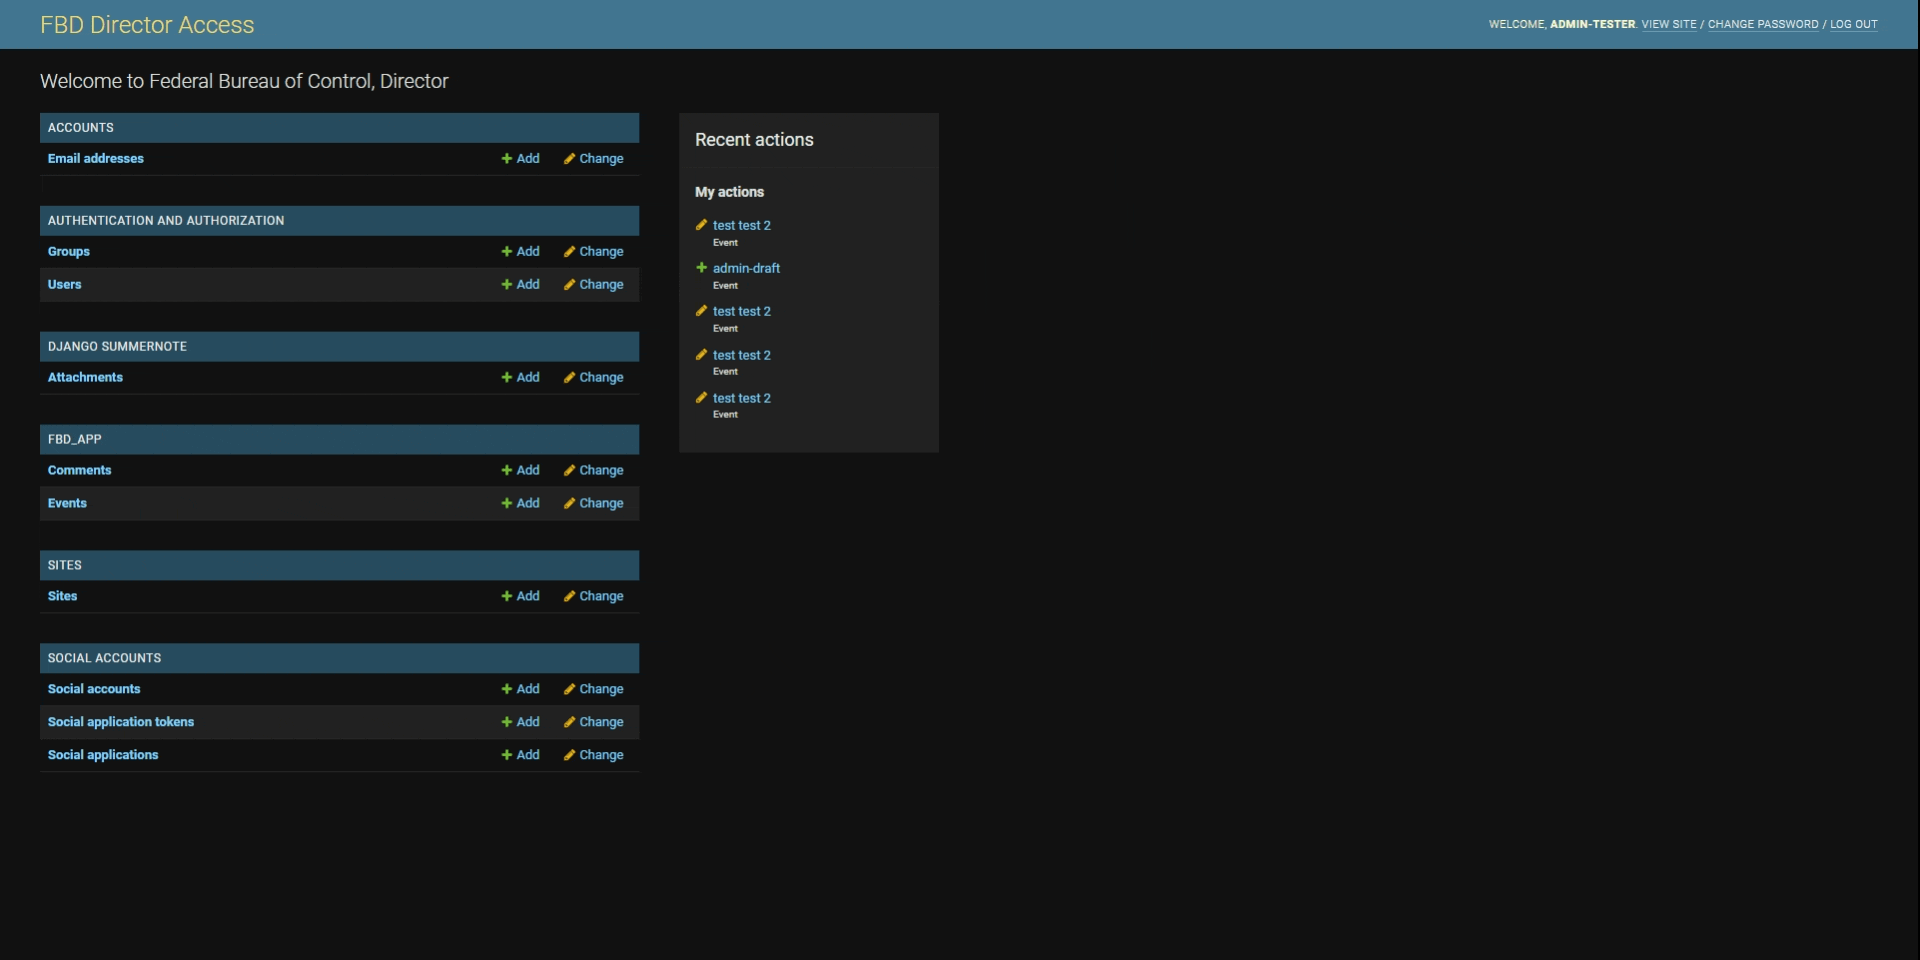 FBD Director Access
WELCOME, ADMIN-TESTER. VIEW SITE / CHANGE PASSWORD / LOG OUT
Welcome to Federal Bureau of Control, Director
ACCOUNTS
Email addresses Add Change
AUTHENTICATION AND AUTHORIZATION
Groups Add Change
Users Add Change
DJANGO SUMMERNOTE
Attachments Add Change
FBD_APP
Comments Add Change
Events Add Change
SITES
Sites Add Change
SOCIAL ACCOUNTS
Social accounts Add Change
Social application tokens Add Change
Social applications Add Change
Recent actions
My actions
test test 2
Event
admin-draft
Event
test test 2
Event
test test 2
Event
test test 2
Event